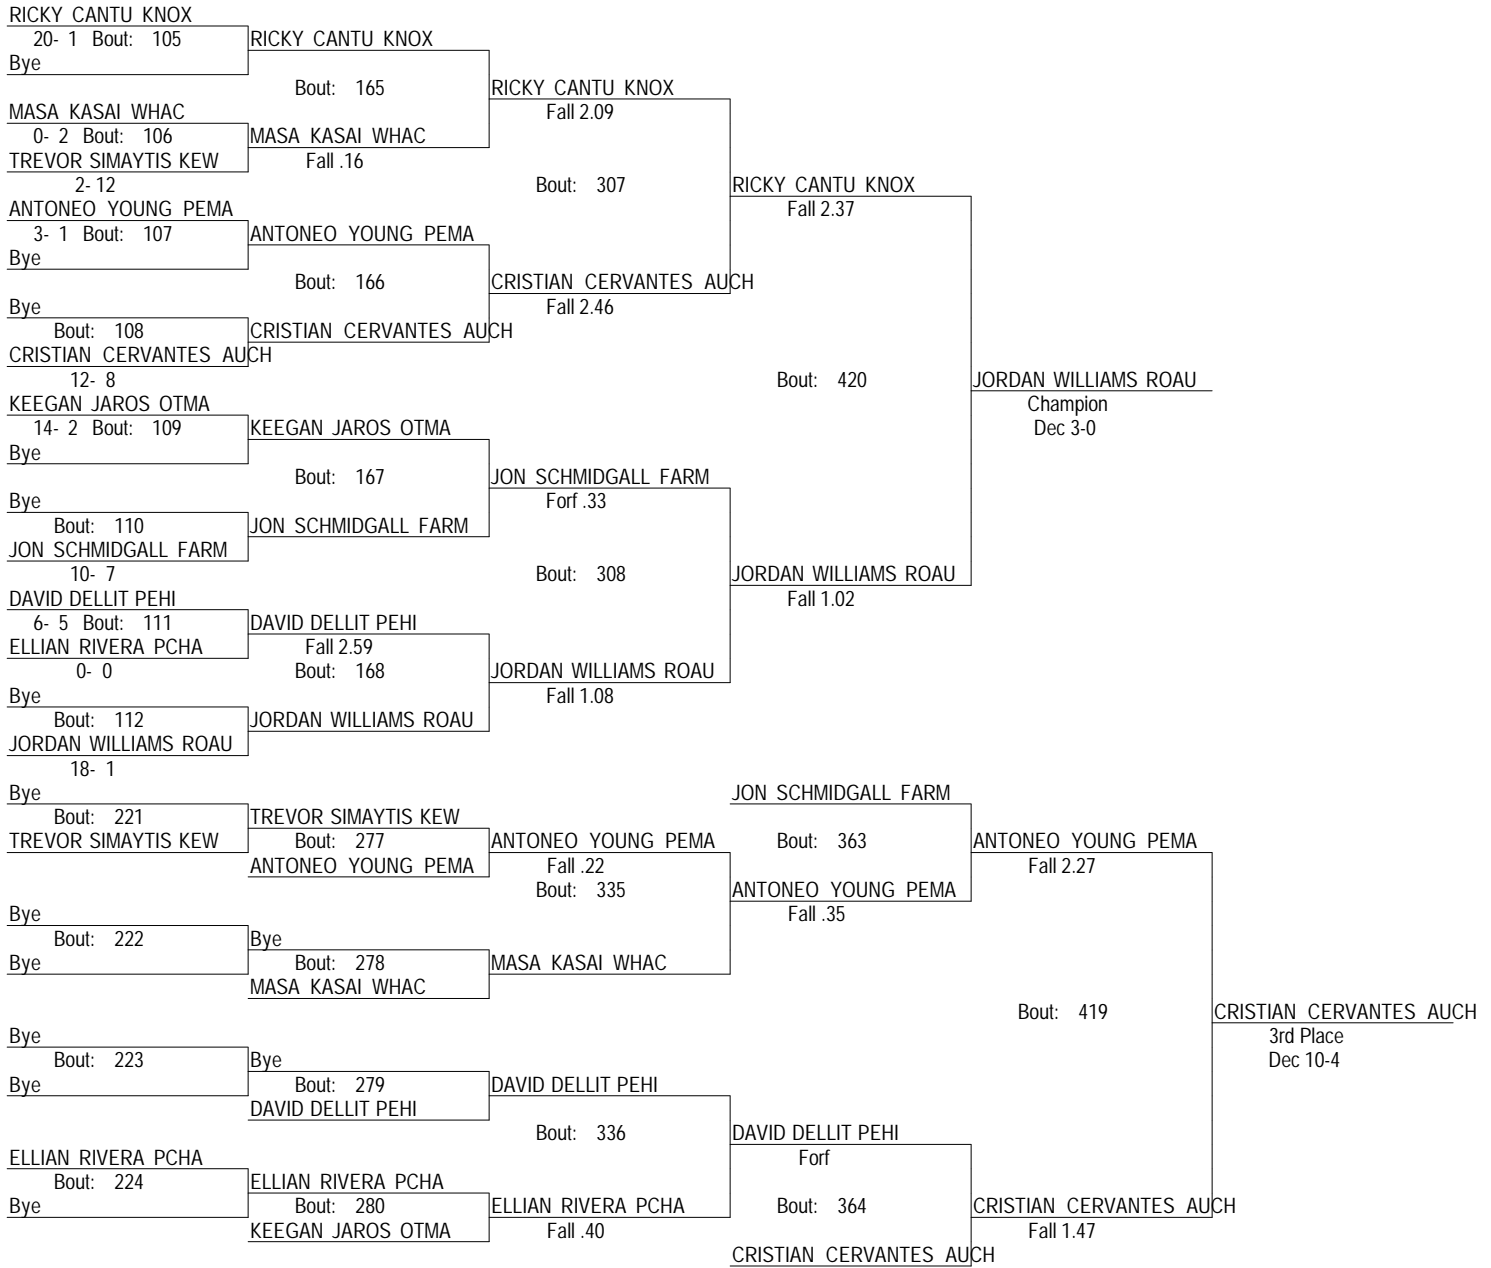 RICKY CANTU KNOX
20- 1 Bout: 105 RICKY CANTU KNOX
Bye
Bout: 165 RICKY CANTU KNOX
MASA KASAI WHAC Fall 2.09
0- 2 Bout: 106 MASA KASAI WHAC
TREVOR SIMAYTIS KEW Fall .16
2- 12 Bout: 307 RICKY CANTU KNOX
ANTONEO YOUNG PEMA Fall 2.37
3- 1 Bout: 107 ANTONEO YOUNG PEMA
Bye
Bout: 166 CRISTIAN CERVANTES AUCH
Bye Fall 2.46
Bout: 108 CRISTIAN CERVANTES AUCH
CRISTIAN CERVANTES AUCH
12- 8 Bout: 420 JORDAN WILLIAMS ROAU
KEEGAN JAROS OTMA Champion
14- 2 Bout: 109 KEEGAN JAROS OTMA Dec 3-0
Bye
Bout: 167 JON SCHMIDGALL FARM
Bye Forf .33
Bout: 110 JON SCHMIDGALL FARM
JON SCHMIDGALL FARM
10- 7 Bout: 308 JORDAN WILLIAMS ROAU
DAVID DELLIT PEHI Fall 1.02
6- 5 Bout: 111 DAVID DELLIT PEHI
ELLIAN RIVERA PCHA Fall 2.59
0- 0 Bout: 168 JORDAN WILLIAMS ROAU
Bye Fall 1.08
Bout: 112 JORDAN WILLIAMS ROAU
JORDAN WILLIAMS ROAU
18- 1
Bye JON SCHMIDGALL FARM
Bout: 221 TREVOR SIMAYTIS KEW
TREVOR SIMAYTIS KEW Bout: 277 ANTONEO YOUNG PEMA Bout: 363 ANTONEO YOUNG PEMA
ANTONEO YOUNG PEMA Fall .22 Fall 2.27
Bout: 335 ANTONEO YOUNG PEMA
Bye Fall .35
Bout: 222 Bye
Bye Bout: 278 MASA KASAI WHAC
MASA KASAI WHAC
Bout: 419 CRISTIAN CERVANTES AUCH
Bye 3rd Place
Bout: 223 Bye Dec 10-4
Bye Bout: 279 DAVID DELLIT PEHI
DAVID DELLIT PEHI
Bout: 336 DAVID DELLIT PEHI
ELLIAN RIVERA PCHA Forf
Bout: 224 ELLIAN RIVERA PCHA
Bye Bout: 280 ELLIAN RIVERA PCHA Bout: 364 CRISTIAN CERVANTES AUCH
KEEGAN JAROS OTMA Fall .40 Fall 1.47
CRISTIAN CERVANTES AUCH